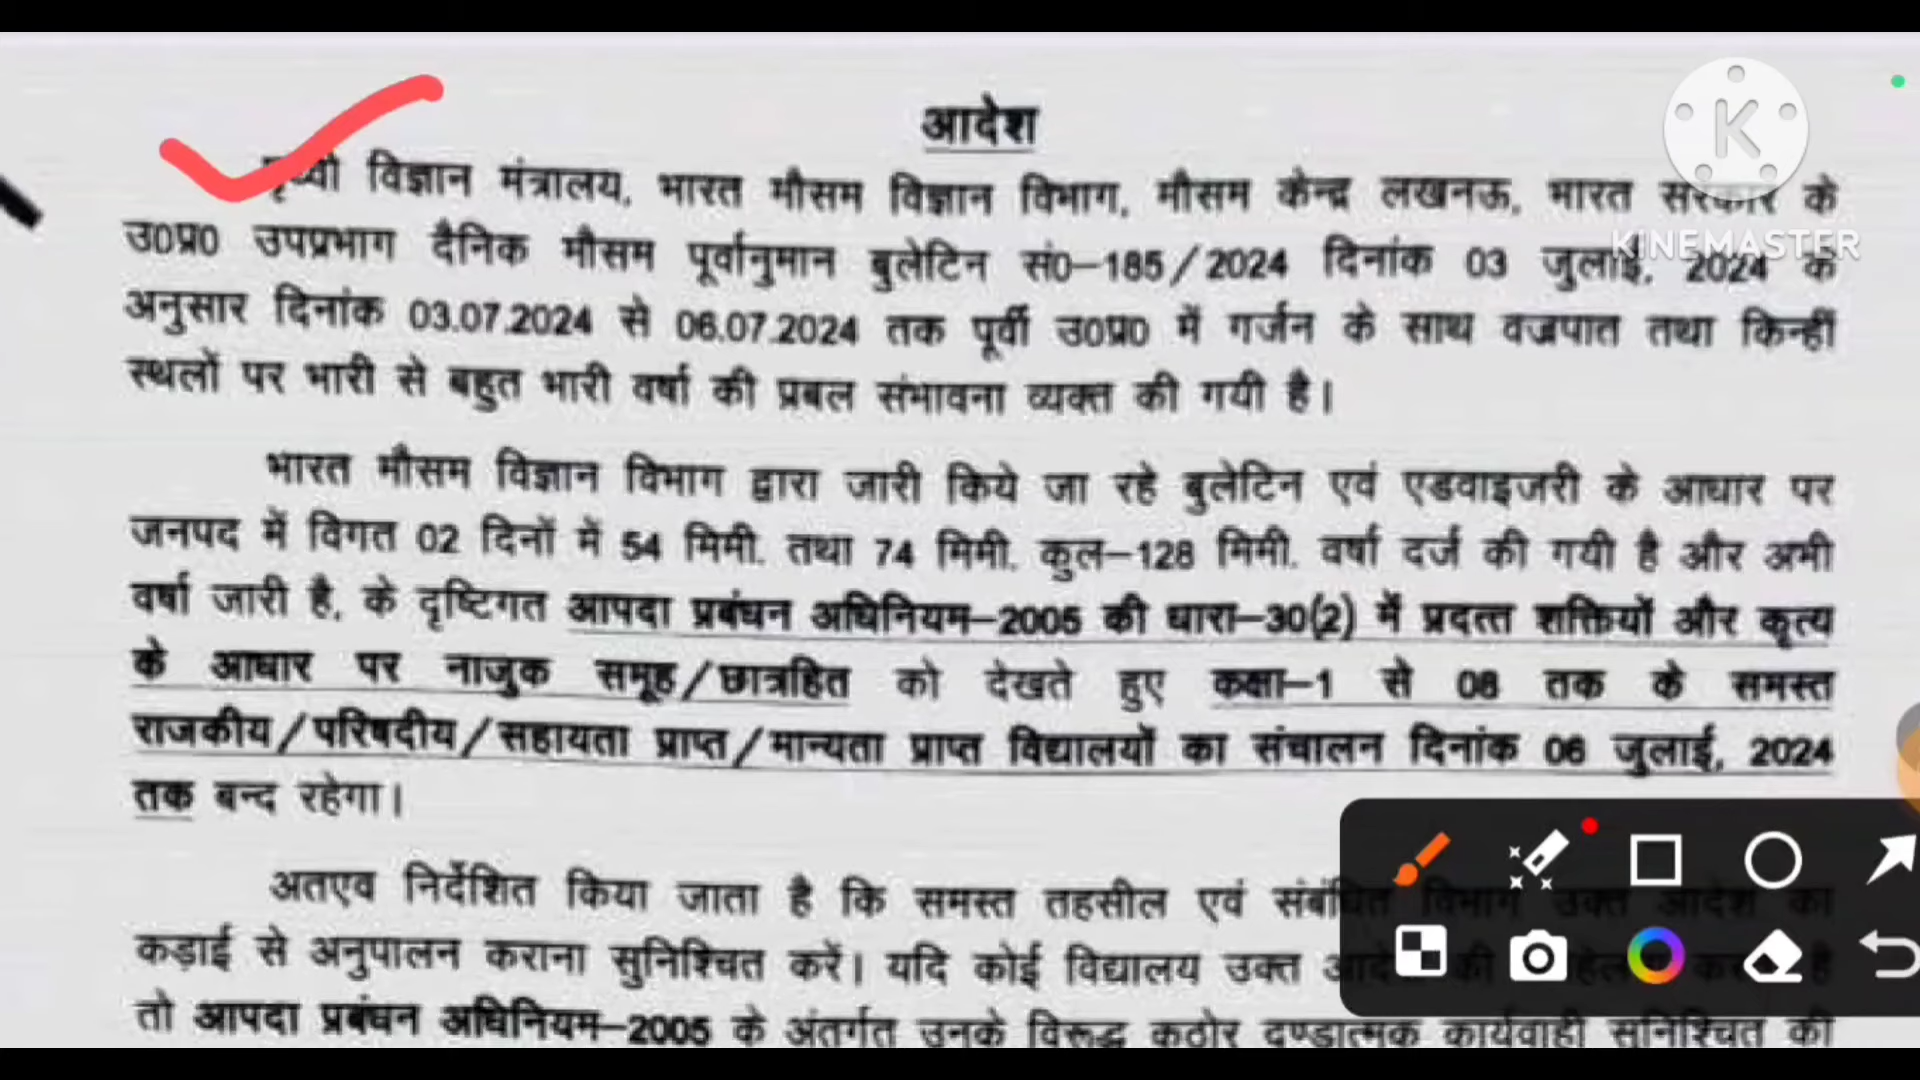 आदेश
पृथ्वी विज्ञान मंत्रालय, भारत मौसम विज्ञान विभाग, मौसम केन्द्र लखनऊ, भारत सरकार के
K
KINEMASTER
उ0प्र0 उपप्रभाग दैनिक मौसम पूर्वानुमान बुलेटिन सं0–185/2024 दिनांक 03 जुलाई, 2024 के
अनुसार दिनांक 03.07.2024 से 06.07.2024 तक पूर्वी उ0प्र0 में गर्जन के साथ वज्रपात तथा किन्हीं
स्थलों पर भारी से बहुत भारी वर्षा की प्रबल संभावना व्यक्त की गयी है।
भारत मौसम विज्ञान विभाग द्वारा जारी किये जा रहे बुलेटिन एवं एडवाइजरी के आधार पर
जनपद में विगत 02 दिनों में 54 मिमी. तथा 74 मिमी. कुल–128 मिमी. वर्षा दर्ज की गयी है और अभी
वर्षा जारी है, के दृष्टिगत आपदा प्रबंधन अधिनियम–2005 की धारा–30(2) में प्रदत्त शक्तियों और कृत्य
के आधार पर नाजुक समूह/छात्रहित को देखते हुए कक्षा–1 से 08 तक के समस्त
राजकीय/परिषदीय/सहायता प्राप्त/मान्यता प्राप्त विद्यालयों का संचालन दिनांक 06 जुलाई, 2024
तक बन्द रहेगा।
अतएव निर्देशित किया जाता है कि समस्त तहसील एवं संबंधित विभाग उक्त आदेश का
कड़ाई से अनुपालन कराना सुनिश्चित करें। यदि कोई विद्यालय उक्त है
तो आपदा प्रबंधन अधिनियम–2005 के अंतर्गत उनके विरूद्ध कठोर दण्डात्मक कार्यवाही सुनिश्चित की